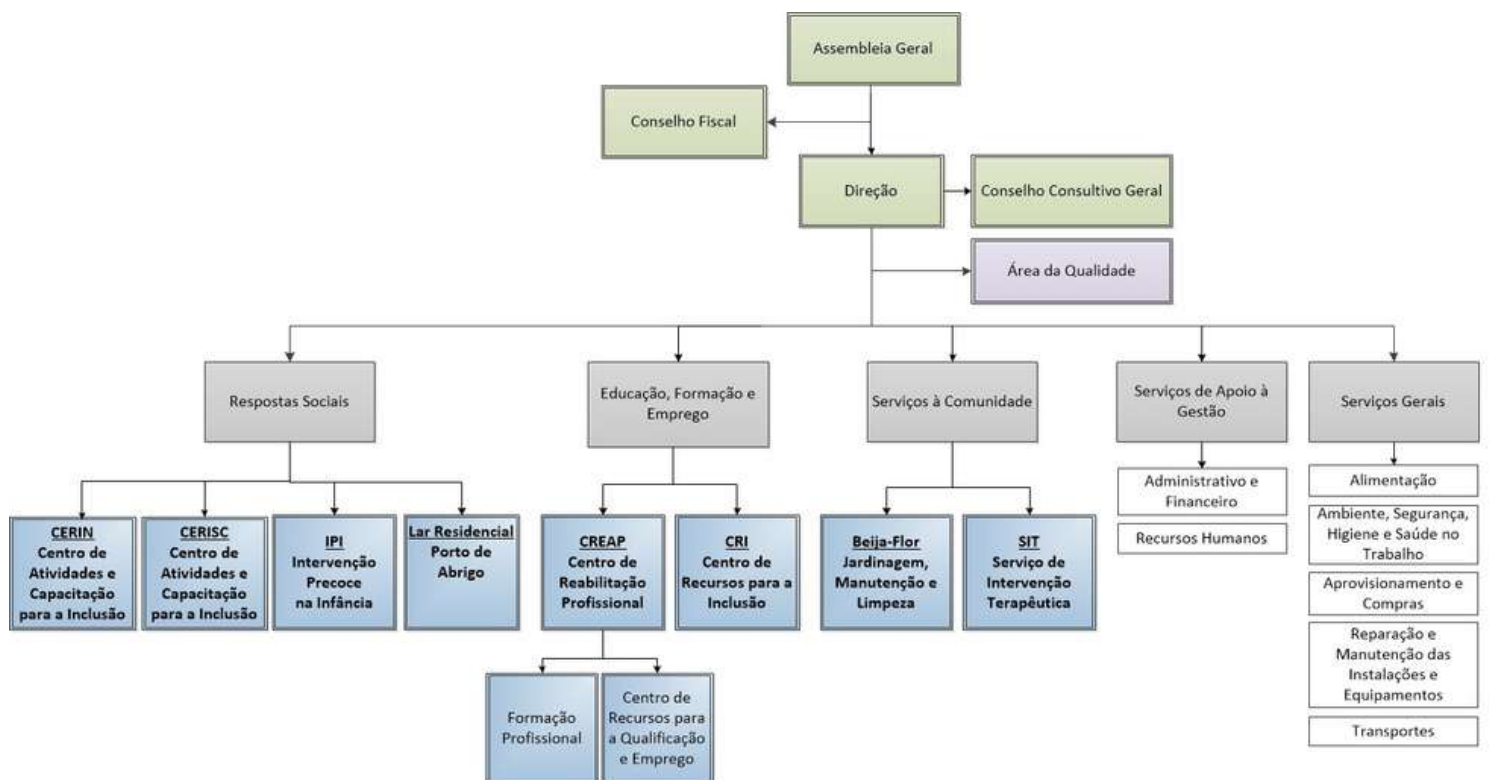 Assembleia Geral
Conselho Fiscal
Direção
Conselho Consultivo Geral
Área da Qualidade
Respostas Sociais
Educação, Formação e
Emprego
Serviços à Comunidade
Serviços de Apoio à
Gestão
Serviços Gerais
CERIN
Centro de
Atividades e
Capacitação
para a Inclusão
CERISC
Centro de
Atividades e
Capacitação
para a Inclusão
IPI
Intervenção
Precoce
na Infância
Lar Residencial
Porto de
Abrigo
CREAP
Centro de
Reabilitação
Profissional
CRI
Centro de
Recursos para a
Inclusão
Beija-Flor
Jardinagem,
Manutenção e
Limpeza
SIT
Serviço de
Intervenção
Terapêutica
Administrativo e
Financeiro
Recursos Humanos
Alimentação
Ambiente, Segurança,
Higiene e Saúde no
Trabalho
Aprovisionamento e
Compras
Reparação e
Manutenção das
Instalações e
Equipamentos
Transportes
Formação
Profissional
Centro de
Recursos para
a Qualificação
e Emprego